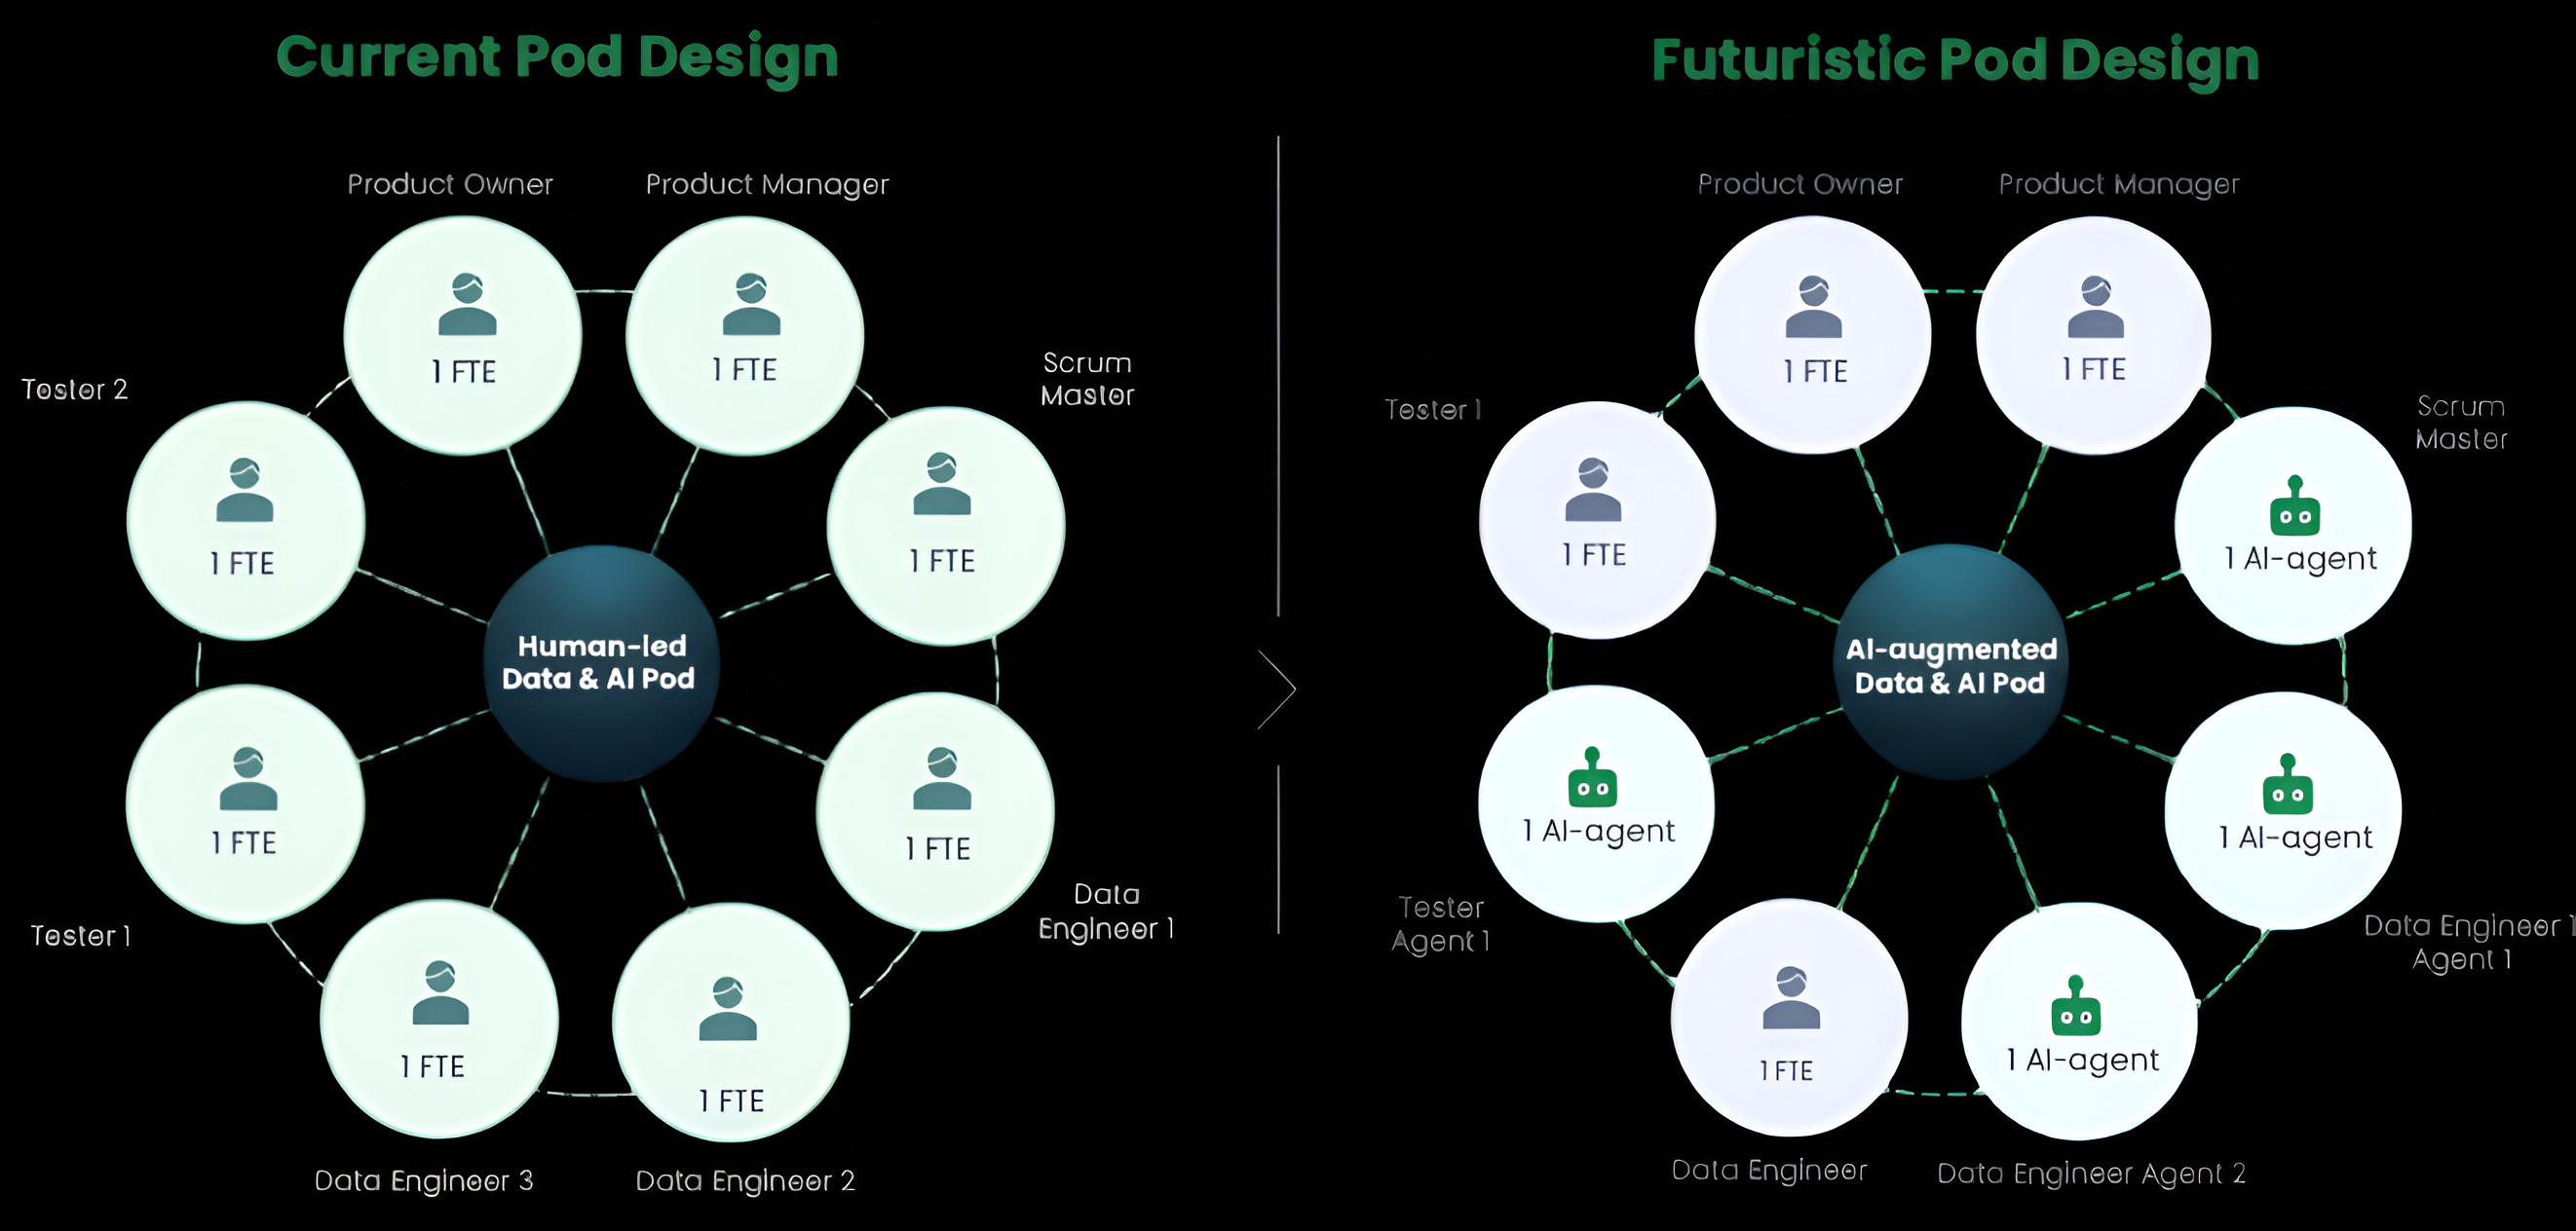 Current Pod Design
Product Owner
Product Manager
1 FTE
1 FTE
Scrum
Master
Tester 2
1 FTE
1 FTE
Human-led
Data & AI Pod
1 FTE
1 FTE
Data
Engineer 1
Tester 1
1 FTE
1 FTE
Data Engineer 3
Data Engineer 2
Futuristic Pod Design
Product Owner
Product Manager
1 FTE
1 FTE
Tester 1
Scrum
Master
1 FTE
1 AI-agent
AI-augmented
Data & AI Pod
1 AI-agent
1 AI-agent
Tester
Agent 1
Data Engineer 1
Agent 1
1 FTE
1 AI-agent
Data Engineer
Data Engineer Agent 2